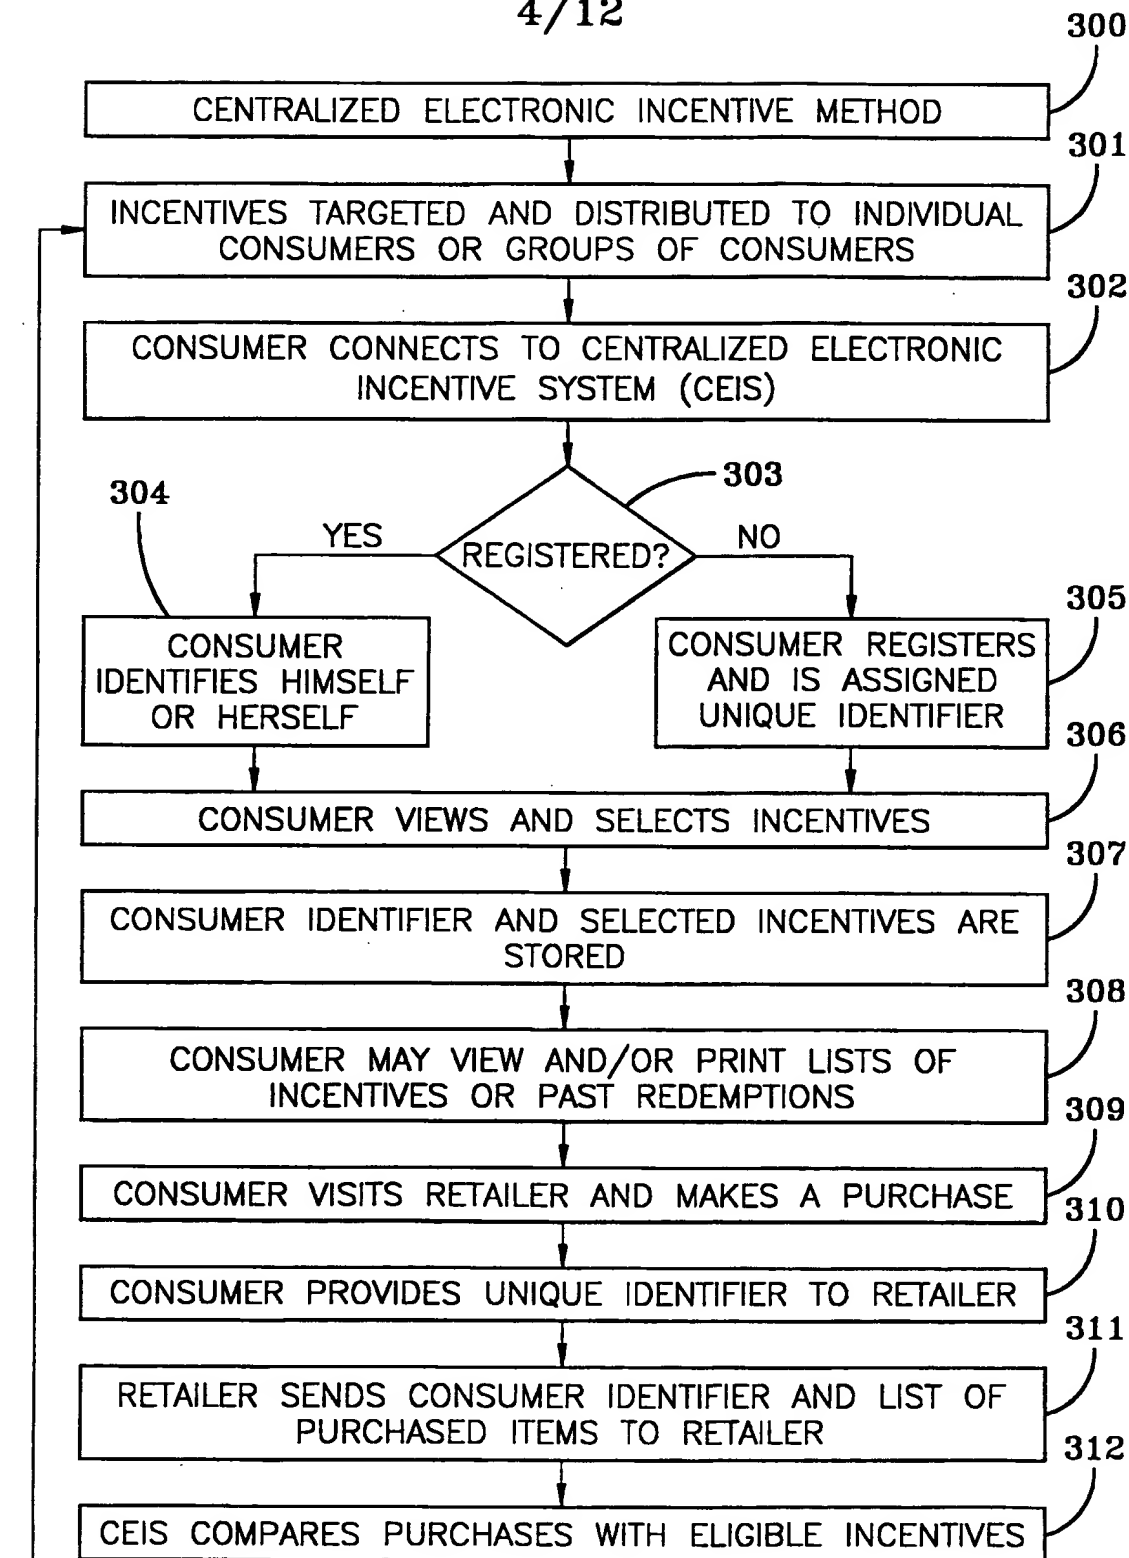 4/12
300
CENTRALIZED ELECTRONIC INCENTIVE METHOD
301
INCENTIVES TARGETED AND DISTRIBUTED TO INDIVIDUAL
CONSUMERS OR GROUPS OF CONSUMERS
302
CONSUMER CONNECTS TO CENTRALIZED ELECTRONIC
INCENTIVE SYSTEM (CEIS)
303
304
YES
REGISTERED?
NO
305
CONSUMER
IDENTIFIES HIMSELF
OR HERSELF
CONSUMER REGISTERS
AND IS ASSIGNED
UNIQUE IDENTIFIER
306
CONSUMER VIEWS AND SELECTS INCENTIVES
307
CONSUMER IDENTIFIER AND SELECTED INCENTIVES ARE
STORED
308
CONSUMER MAY VIEW AND/OR PRINT LISTS OF
INCENTIVES OR PAST REDEMPTIONS
309
CONSUMER VISITS RETAILER AND MAKES A PURCHASE
310
CONSUMER PROVIDES UNIQUE IDENTIFIER TO RETAILER
311
RETAILER SENDS CONSUMER IDENTIFIER AND LIST OF
PURCHASED ITEMS TO RETAILER
312
CEIS COMPARES PURCHASES WITH ELIGIBLE INCENTIVES